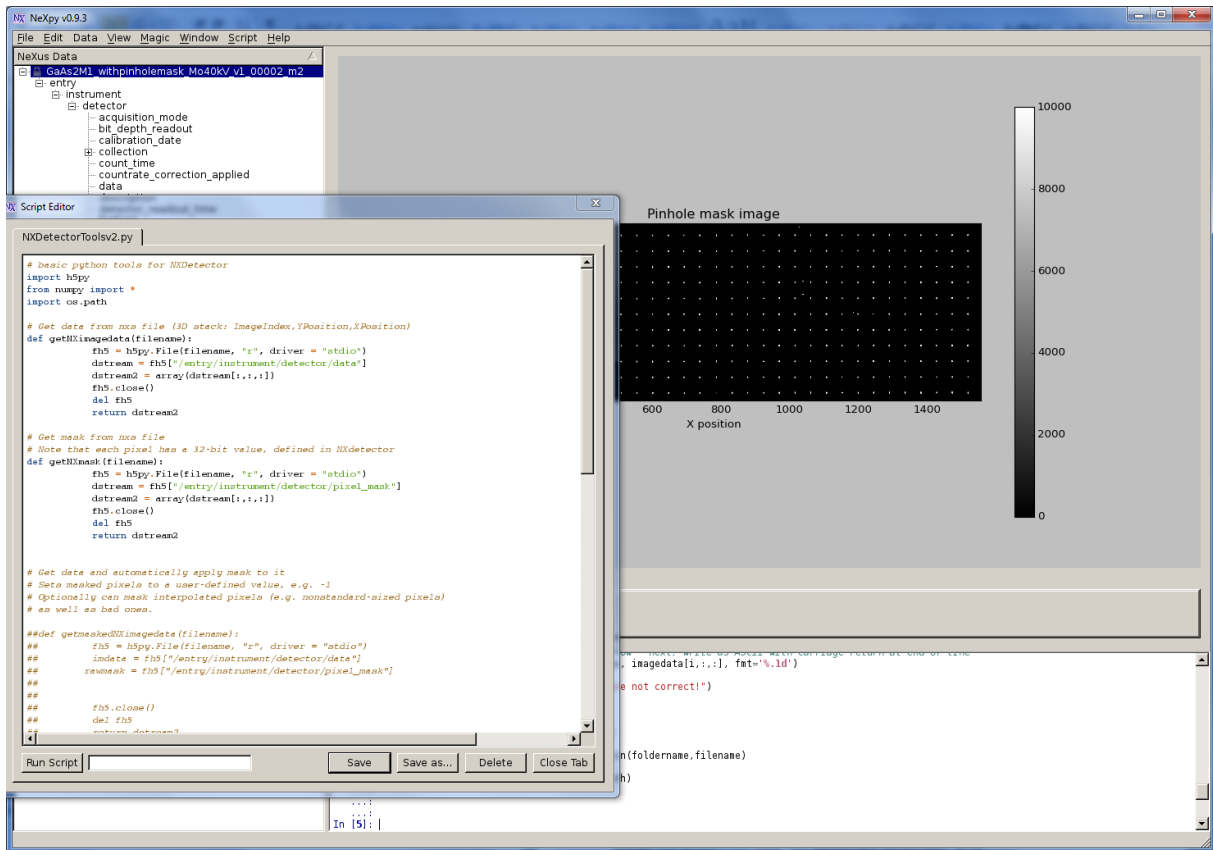 NeXpy v0.9.3
File Edit Data View Magic Window Script Help
NeXus Data
GaAs2M1_withpinholemask_Mo40kV_v1_00002_m2
entry
instrument
detector
acquisition_mode
bit_depth_readout
calibration_date
collection
count_time
countrate_correction_applied
data
Script Editor
NXDetectorToolsv2.py
# basic python tools for NXDetector
import h5py
from numpy import *
import os.path
# Get data from nxs file (3D stack: ImageIndex,YPosition,XPosition)
def getNXimagedata(filename):
fh5 = h5py.File(filename, "r", driver = "stdio")
dstream = fh5["/entry/instrument/detector/data"]
dstream2 = array(dstream[:,:,:])
fh5.close()
del fh5
return dstream2
# Get mask from nxs file
# Note that each pixel has a 32-bit value, defined in NXdetector
def getNXmask(filename):
fh5 = h5py.File(filename, "r", driver = "stdio")
dstream = fh5["/entry/instrument/detector/pixel_mask"]
dstream2 = array(dstream[:,:,:])
fh5.close()
del fh5
return dstream2
# Get data and automatically apply mask to it
# Sets masked pixels to a user-defined value, e.g. -1
# Optionally can mask interpolated pixels (e.g. nonstandard-sized pixels)
# as well as bad ones.
##def getmaskedNXimagedata(filename):
## fh5 = h5py.File(filename, "r", driver = "stdio")
## imdata = fh5["/entry/instrument/detector/data"]
## rawmask = fh5["/entry/instrument/detector/pixel_mask"]
##
##
## fh5.close()
## del fh5
## return dstream2
Run Script
Save
Save as...
Delete
Close Tab
Pinhole mask image
600 800 1000 1200 1400
X position
10000
8000
6000
4000
2000
0
, imagedata[i,:,:], fmt='%.1d')
e not correct!")
n(foldername,filename)
h)
...:
...:
In [5]: